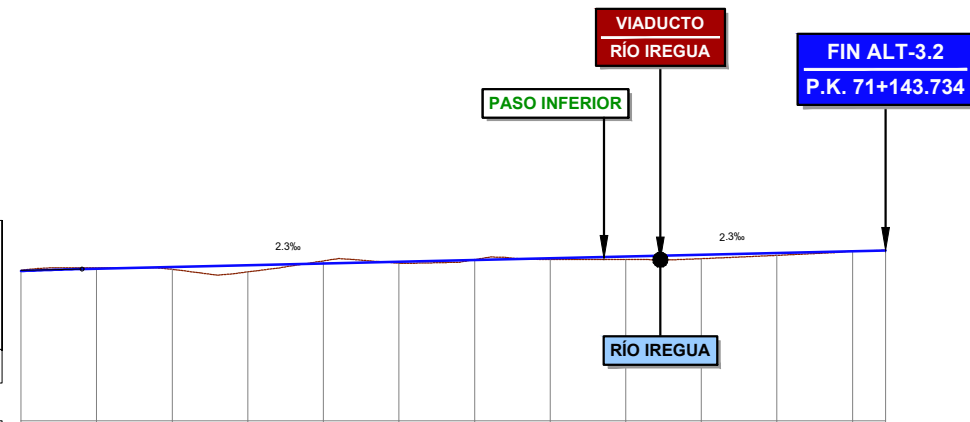 VIADUCTO
RÍO IREGUA
FIN ALT-3.2
P.K. 71+143.734
PASO INFERIOR
2.3‰
2.3‰
RÍO IREGUA